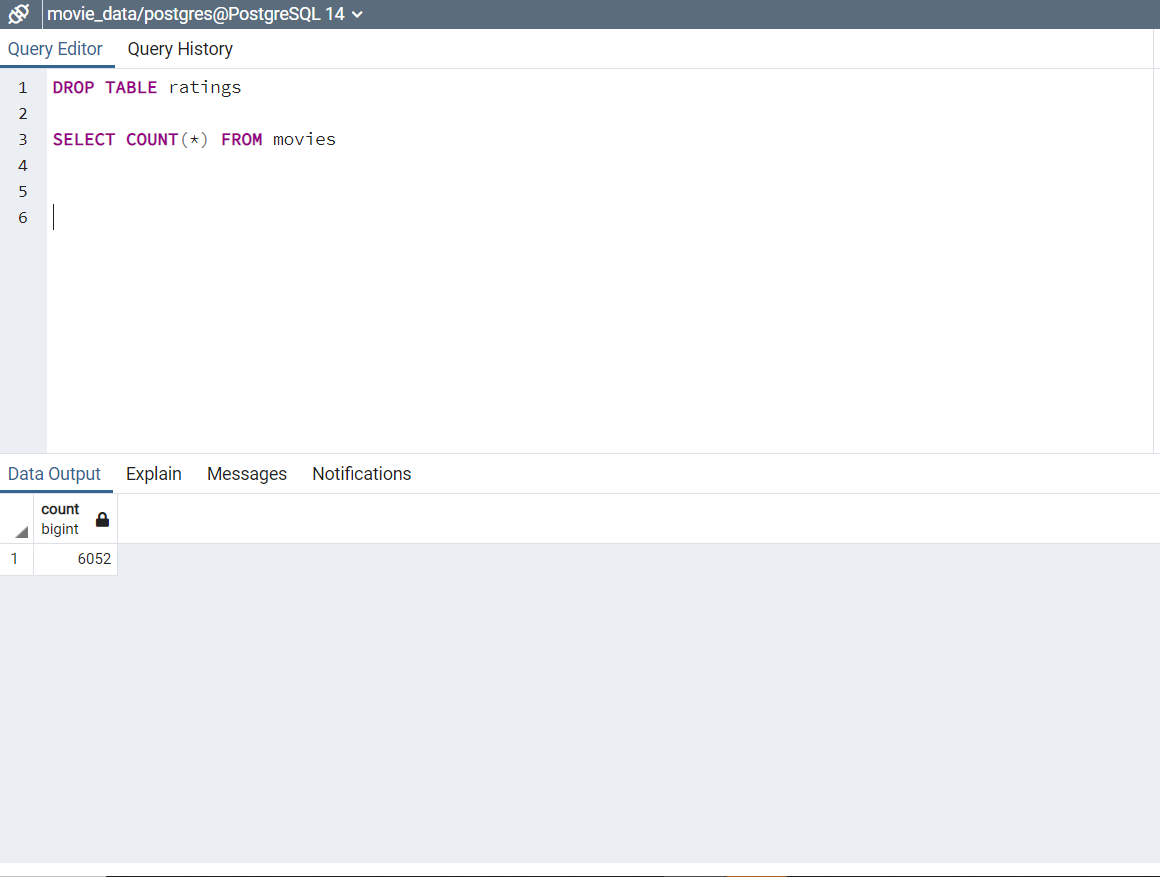 movie_data/postgres@PostgreSQL 14
Query Editor Query History
1 DROP TABLE ratings
2
3 SELECT COUNT(*) FROM movies
4
5
6
Data Output Explain Messages Notifications
count
bigint
1 6052